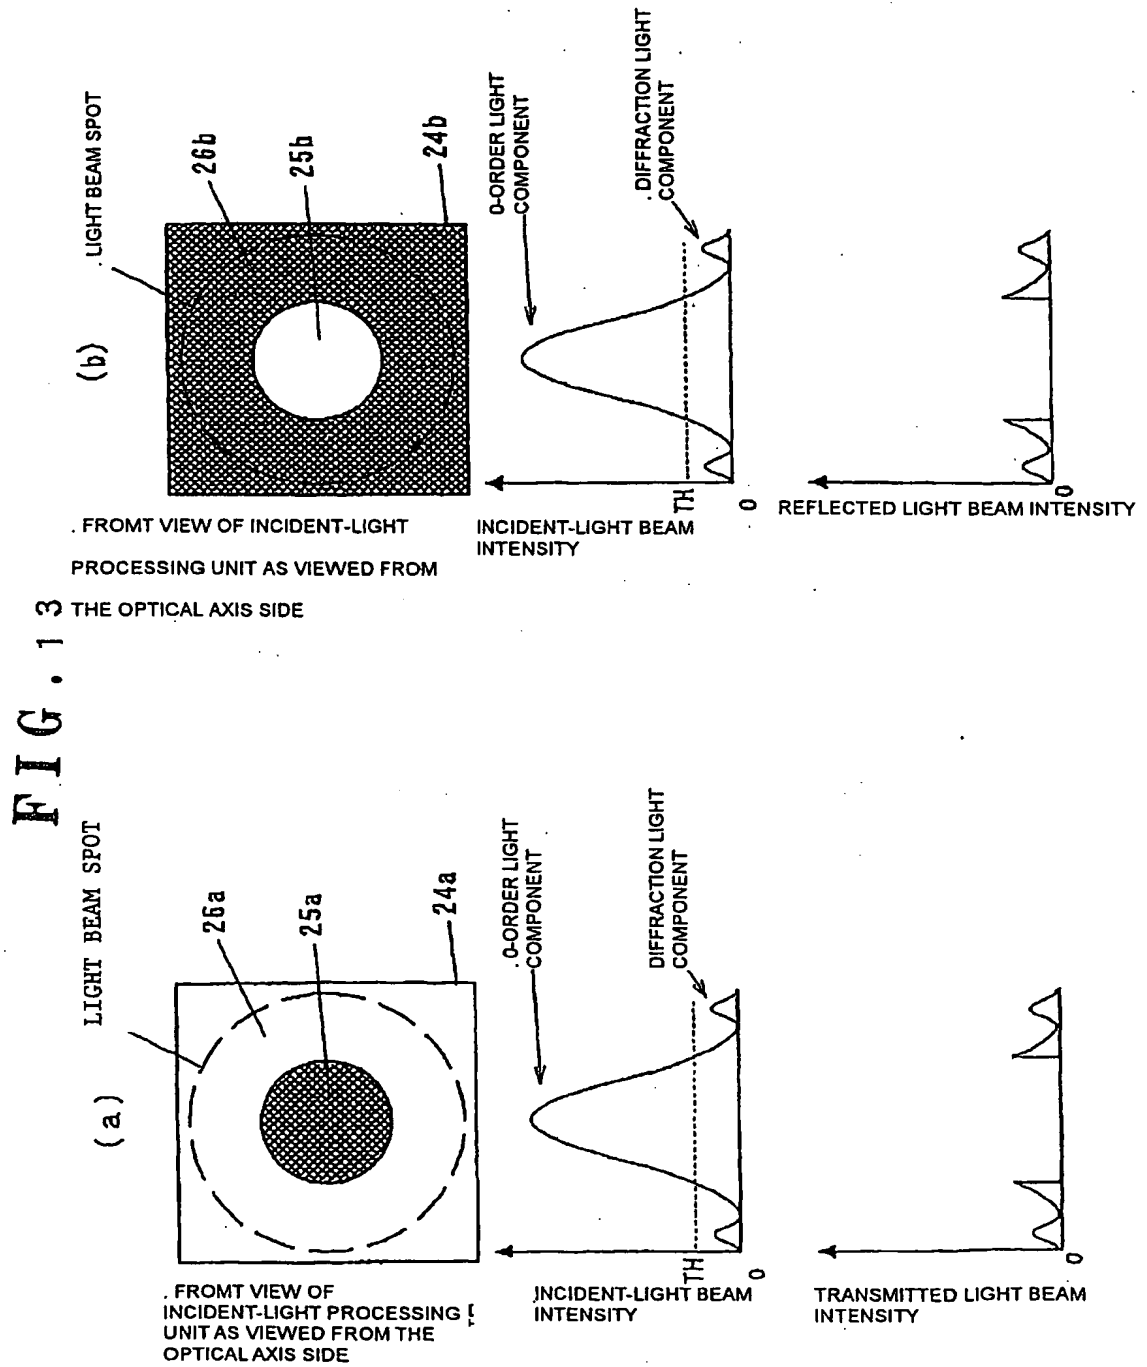 FIG. 13
(a)
LIGHT BEAM SPOT
26a
25a
24a
. FROMT VIEW OF
INCIDENT-LIGHT PROCESSING
UNIT AS VIEWED FROM THE
OPTICAL AXIS SIDE
.0-ORDER LIGHT
COMPONENT
DIFFRACTION LIGHT
COMPONENT
TH
0
INCIDENT-LIGHT BEAM
INTENSITY
0
TRANSMITTED LIGHT BEAM
INTENSITY
(b)
.LIGHT BEAM SPOT
26b
25b
24b
. FROMT VIEW OF INCIDENT-LIGHT
PROCESSING UNIT AS VIEWED FROM
THE OPTICAL AXIS SIDE
0-ORDER LIGHT
COMPONENT
.DIFFRACTION LIGHT
COMPONENT
TH
0
INCIDENT-LIGHT BEAM
INTENSITY
0
REFLECTED LIGHT BEAM INTENSITY